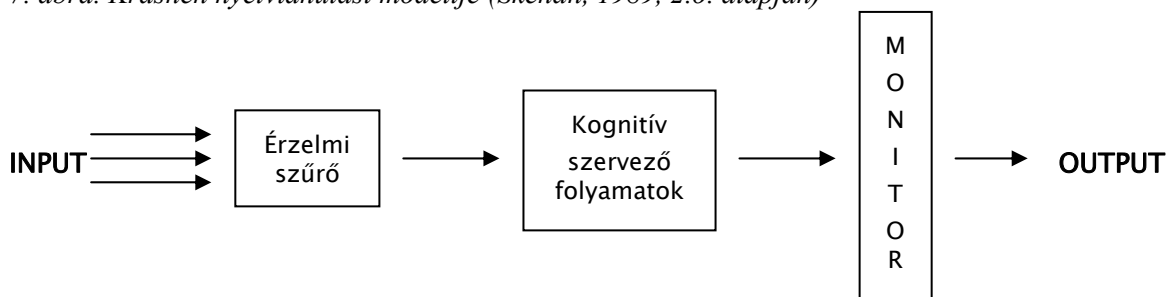 7. ábra: Krashen nyelvtanulási modellje (Skehan, 1989, 2.6. alapján)
INPUT
Érzelmi
szűrő
Kognitív
szervező
folyamatok
M
O
N
I
T
O
R
OUTPUT